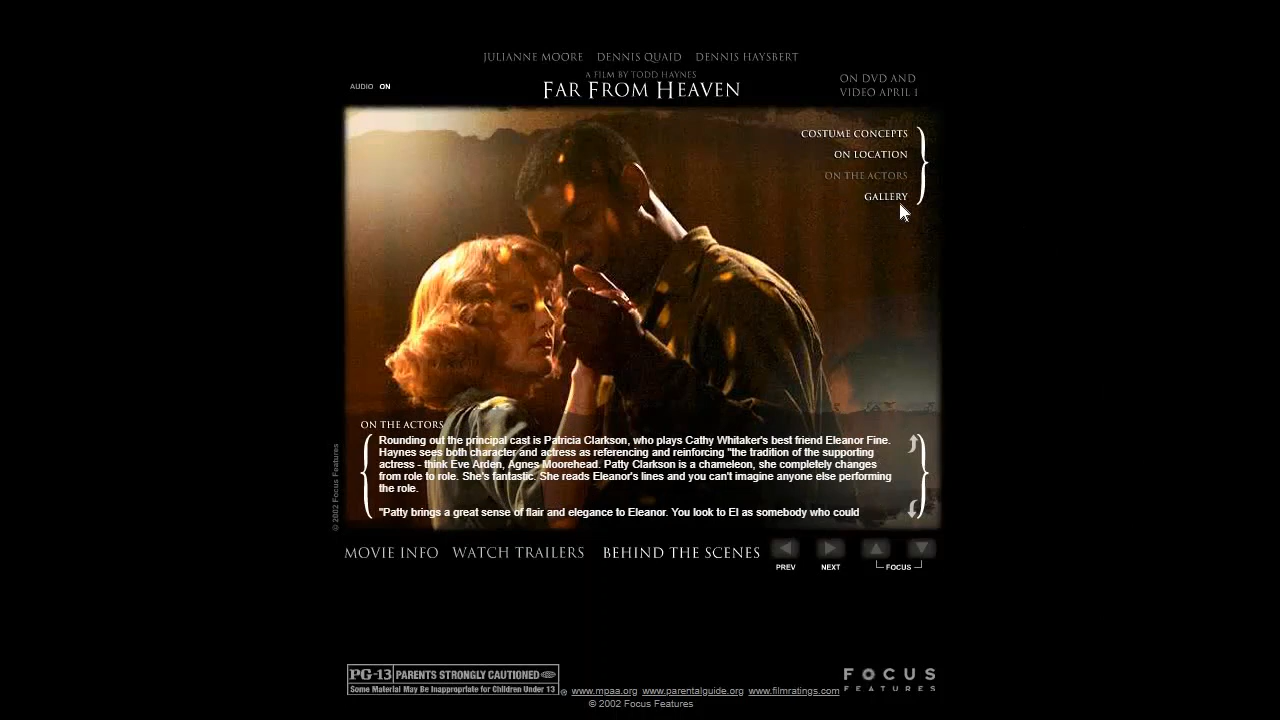 JULIANNE MOORE DENNIS QUAID DENNIS HAYSBERT
A FILM BY TODD HAYNES
FAR FROM HEAVEN
AUDIO ON
ON DVD AND
VIDEO APRIL 1
COSTUME CONCEPTS
ON LOCATION
ON THE ACTORS
GALLERY
ON THE ACTORS
Rounding out the principal cast is Patricia Clarkson, who plays Cathy Whitaker's best friend Eleanor Fine.
Haynes sees both character and actress as referencing and reinforcing "the tradition of the supporting
actress - think Eve Arden, Agnes Moorehead. Patty Clarkson is a chameleon, she completely changes
from role to role. She's fantastic. She reads Eleanor's lines and you can't imagine anyone else performing
the role.
"Patty brings a great sense of flair and elegance to Eleanor. You look to El as somebody who could
© 2002 Focus Features
MOVIE INFO WATCH TRAILERS BEHIND THE SCENES
PREV NEXT FOCUS
PG-13 PARENTS STRONGLY CAUTIONED
Some Material May Be Inappropriate for Children Under 13
® www.mpaa.org www.parentalguide.org www.filmratings.com
© 2002 Focus Features
FOCUS
FEATURES